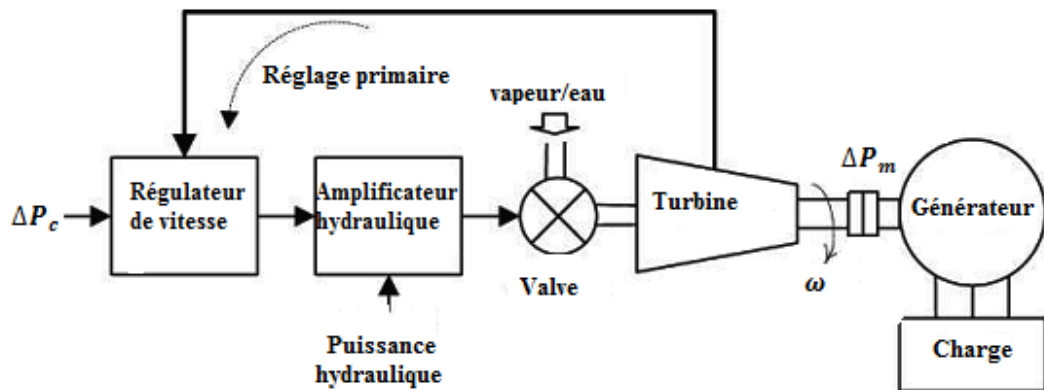 Réglage primaire
vapeur/eau
ΔP_c
Régulateur
de vitesse
Amplificateur
hydraulique
Turbine
ΔP_m
Générateur
Valve
ω
Puissance
hydraulique
Charge